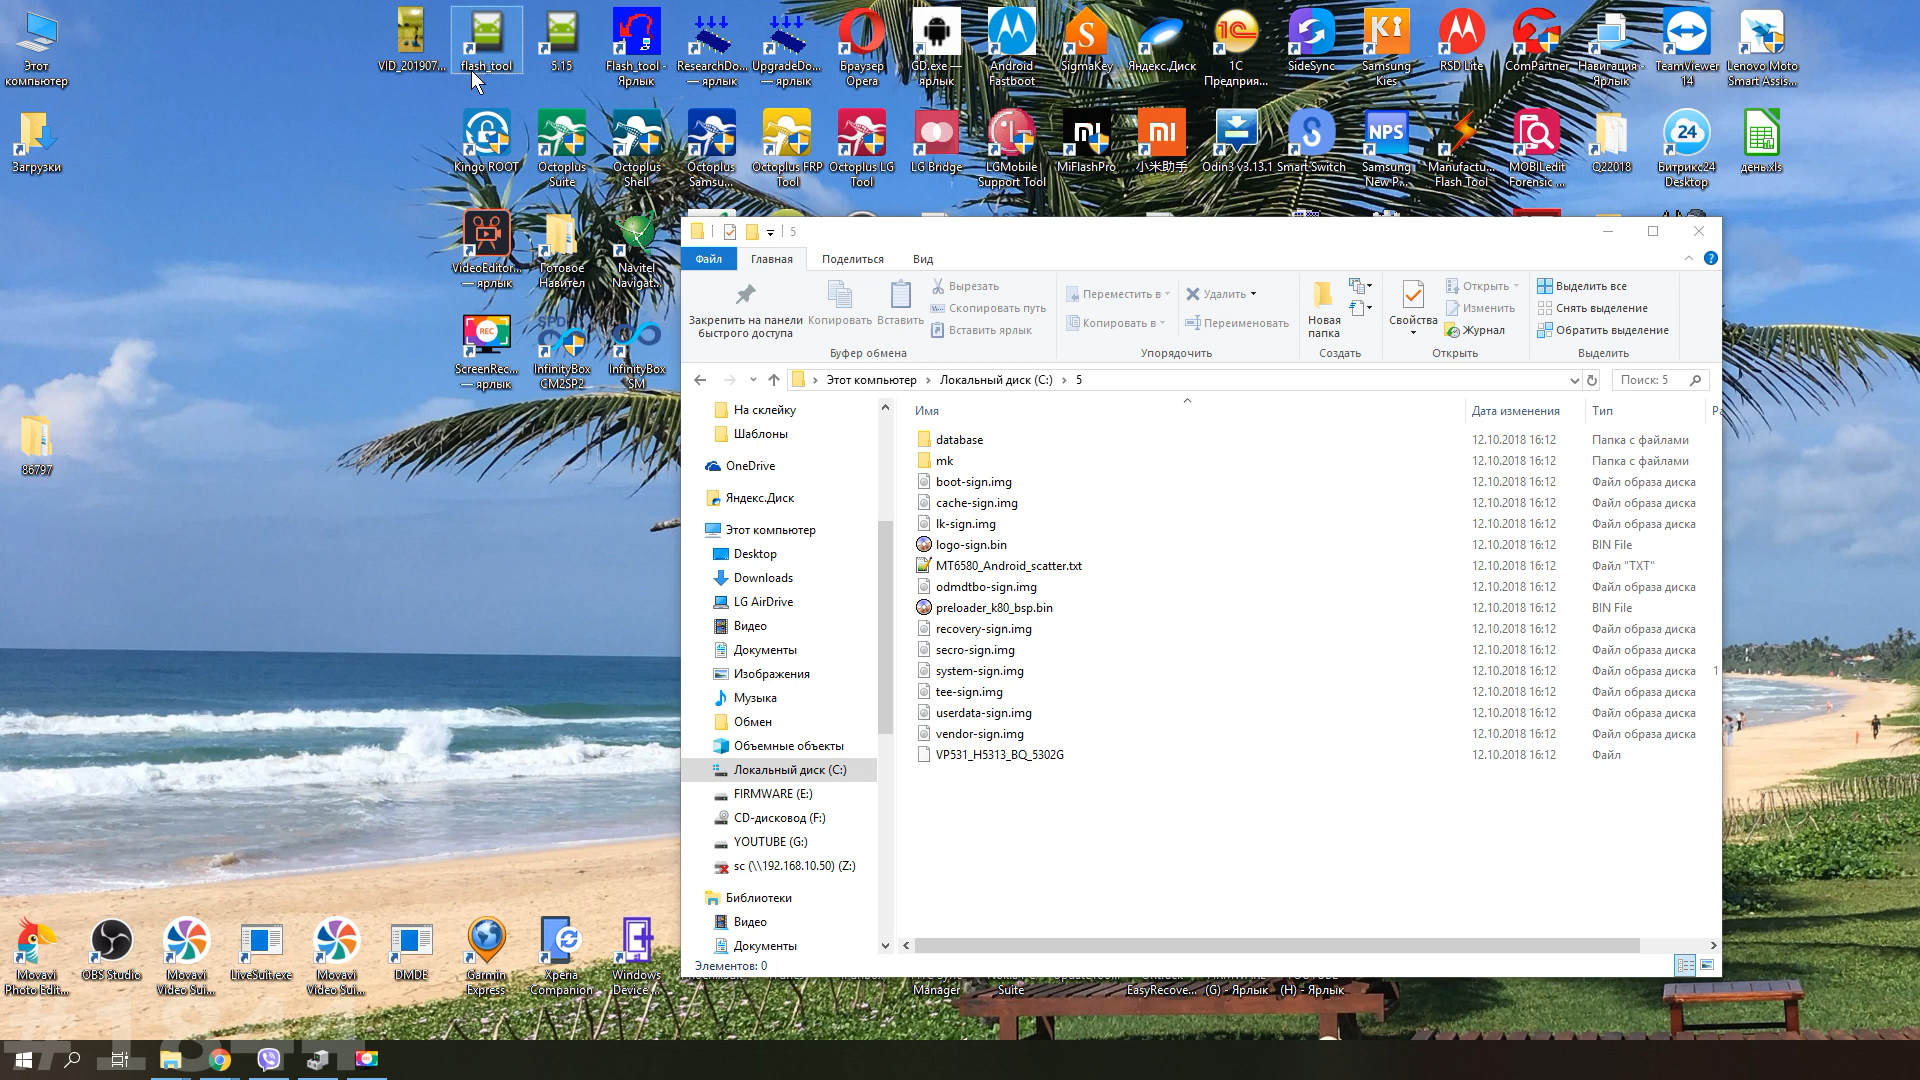 Этот компьютер
VID_201907...
flash_tool
5.15
Flash_tool - Ярлык
ResearchDo... — ярлык
UpgradeDo... — ярлык
Браузер Opera
GD.exe — ярлык
Android Fastboot
SigmaKey
Яндекс.Диск
1С Предприя...
SideSync
Samsung Kies
RSD Lite
ComPartner
Навигация - Ярлык
TeamViewer 14
Lenovo Moto Smart Assis...
Загрузки
Kingo ROOT
Octoplus Suite
Octoplus Shell
Octoplus Samsu...
Octoplus FRP Tool
Octoplus LG Tool
LG Bridge
LGMobile Support Tool
MiFlashPro
小米助手
Odin3 v3.13.1
Smart Switch
Samsung New P...
Manufactu... Flash Tool
MOBILedit Forensic ...
Q22018
Битрикс24 Desktop
день.xls
VideoEditor... — ярлык
Готовое Навител
Navitel Navigat...
ScreenRec... — ярлык
InfinityBox CM2SP2
InfinityBox SM
86797
5
Файл
Главная
Поделиться
Вид
Закрепить на панели быстрого доступа
Копировать
Вставить
Вырезать
Скопировать путь
Вставить ярлык
Буфер обмена
Переместить в
Копировать в
Удалить
Переименовать
Упорядочить
Новая папка
Создать
Свойства
Открыть
Изменить
Журнал
Открыть
Выделить все
Снять выделение
Обратить выделение
Выделить
Этот компьютер
Локальный диск (C:)
5
Поиск: 5
На склейку
Шаблоны
OneDrive
Яндекс.Диск
Этот компьютер
Desktop
Downloads
LG AirDrive
Видео
Документы
Изображения
Музыка
Обмен
Объемные объекты
Локальный диск (C:)
FIRMWARE (E:)
CD-дисковод (F:)
YOUTUBE (G:)
sc (\\192.168.10.50) (Z:)
Библиотеки
Видео
Документы
Имя Дата изменения Тип
database 12.10.2018 16:12 Папка с файлами
mk 12.10.2018 16:12 Папка с файлами
boot-sign.img 12.10.2018 16:12 Файл образа диска
cache-sign.img 12.10.2018 16:12 Файл образа диска
lk-sign.img 12.10.2018 16:12 Файл образа диска
logo-sign.bin 12.10.2018 16:12 BIN File
MT6580_Android_scatter.txt 12.10.2018 16:12 Файл "TXT"
odmdtbo-sign.img 12.10.2018 16:12 Файл образа диска
preloader_k80_bsp.bin 12.10.2018 16:12 BIN File
recovery-sign.img 12.10.2018 16:12 Файл образа диска
secro-sign.img 12.10.2018 16:12 Файл образа диска
system-sign.img 12.10.2018 16:12 Файл образа диска 1
tee-sign.img 12.10.2018 16:12 Файл образа диска
userdata-sign.img 12.10.2018 16:12 Файл образа диска
vendor-sign.img 12.10.2018 16:12 Файл образа диска
VP531_H5313_BQ_5302G 12.10.2018 16:12 Файл
Элементов: 0
Movavi Photo Edit...
OBS Studio
Movavi Video Sui...
LiveSuit.exe
Movavi Video Sui...
DMDE
Garmin Express
Xperia Companion
Windows Device ...
Manager
Suite
EasyRecove...
(G) - Ярлык
(H) - Ярлык